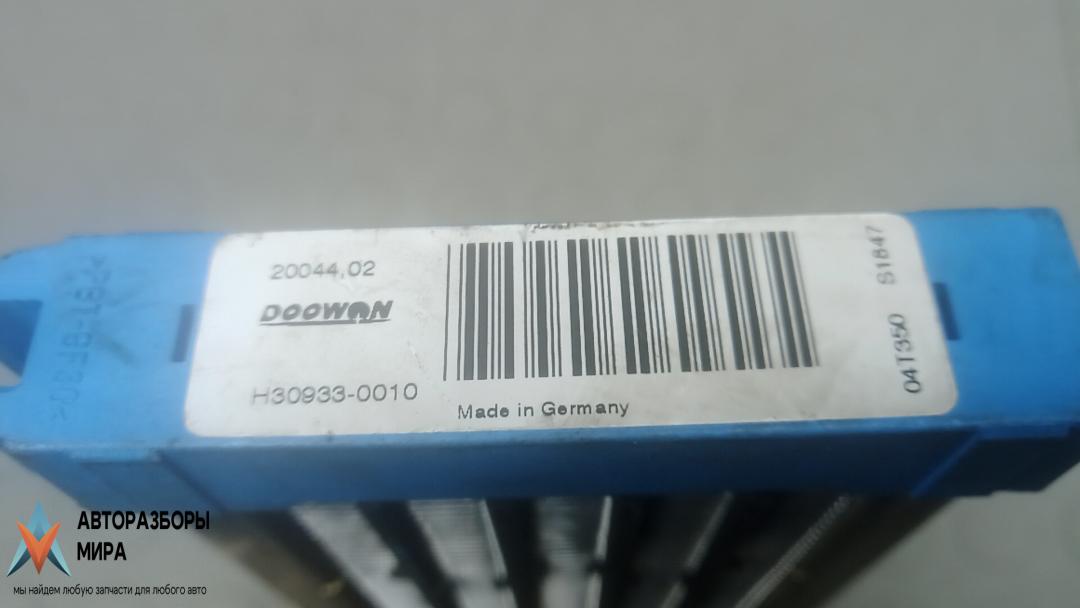 20044,02
DOOWON
H30933-0010
Made in Germany
04T350 S1847
АВТОРАЗБОРЫ
МИРА
мы найдем любую запчасти для любого авто